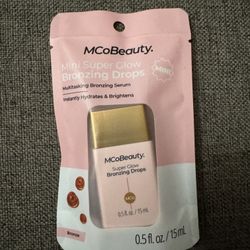 MCoBeauty.
Mini Super Glow
Bronzing Drops
MINI
Multitasking Bronzing Serum
Instantly Hydrates & Brightens
MCoBeauty.
Super Glow
Bronzing Drops
MCo
0.5 fl. oz / 15 mL
Bronze
0.5 fl. oz. / 15 mL